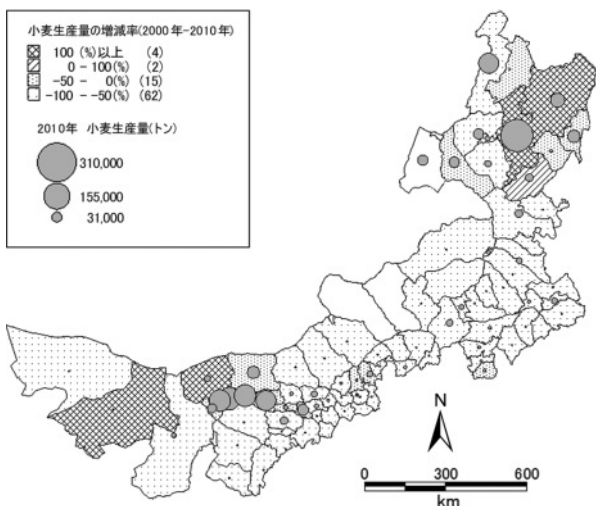 小麦生産量の増減率(2000年-2010年)
100 (%)以上 (4)
0 - 100(%) (2)
-50 - 0(%) (15)
-100 - -50(%) (62)
2010年 小麦生産量(トン)
310,000
155,000
31,000
N
0 300 600
km